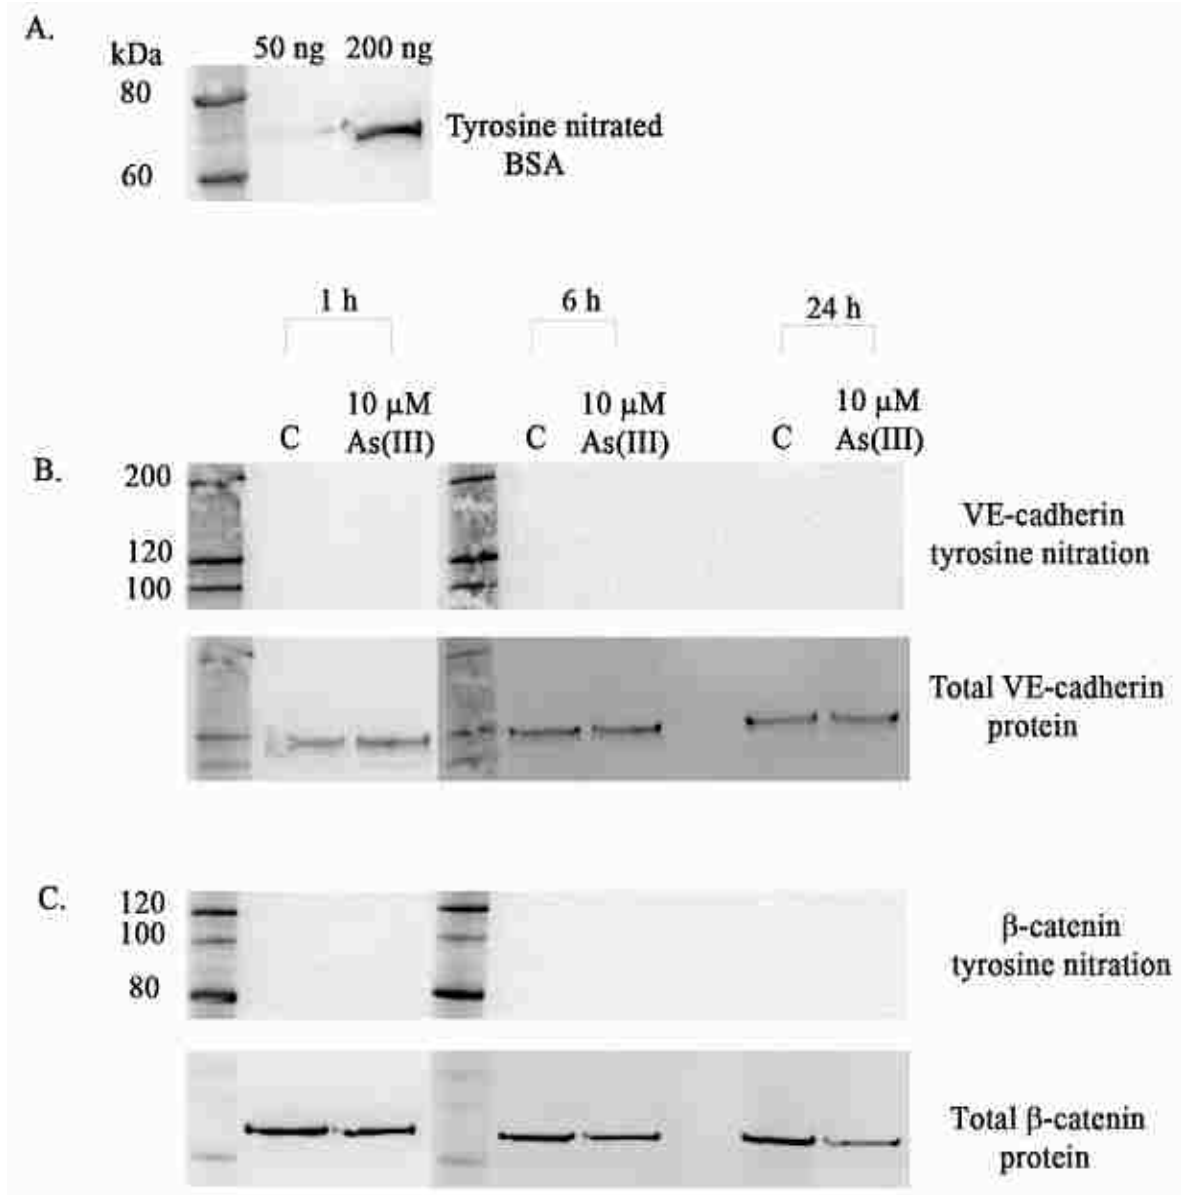 A.
kDa
50 ng 200 ng
80
60
Tyrosine nitrated
BSA
1 h 6 h 24 h
10 μM 10 μM 10 μM
C As(III) C As(III) C As(III)
B.
200
120
100
VE-cadherin
tyrosine nitration
Total VE-cadherin
protein
C.
120
100
80
β-catenin
tyrosine nitration
Total β-catenin
protein